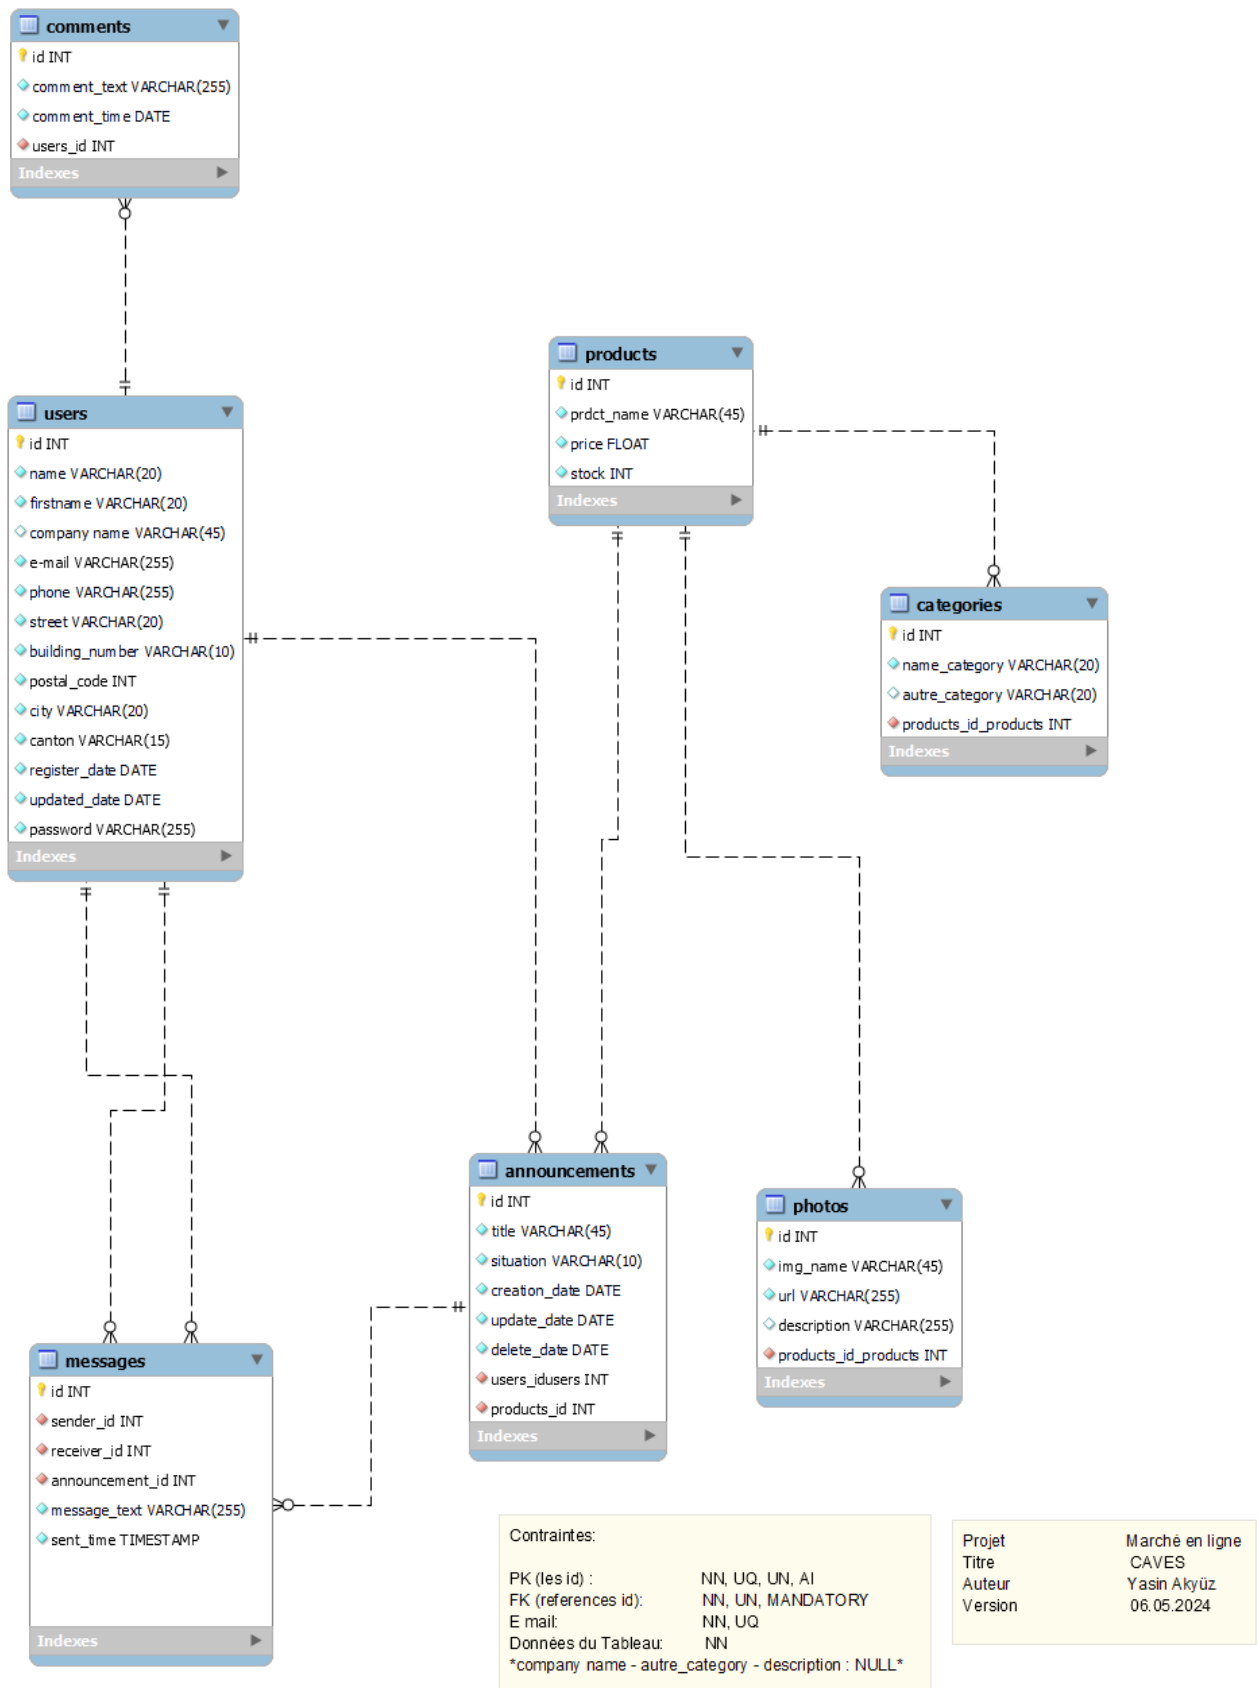 comments
id INT
comment_text VARCHAR(255)
comment_time DATE
users_id INT
Indexes
users
id INT
name VARCHAR(20)
firstname VARCHAR(20)
company name VARCHAR(45)
e-mail VARCHAR(255)
phone VARCHAR(255)
street VARCHAR(20)
building_number VARCHAR(10)
postal_code INT
city VARCHAR(20)
canton VARCHAR(15)
register_date DATE
updated_date DATE
password VARCHAR(255)
Indexes
products
id INT
prdct_name VARCHAR(45)
price FLOAT
stock INT
Indexes
categories
id INT
name_category VARCHAR(20)
autre_category VARCHAR(20)
products_id_products INT
Indexes
messages
id INT
sender_id INT
receiver_id INT
announcement_id INT
message_text VARCHAR(255)
sent_time TIMESTAMP
Indexes
announcements
id INT
title VARCHAR(45)
situation VARCHAR(10)
creation_date DATE
update_date DATE
delete_date DATE
users_idusers INT
products_id INT
Indexes
photos
id INT
img_name VARCHAR(45)
url VARCHAR(255)
description VARCHAR(255)
products_id_products INT
Indexes
Contraintes:
PK (les id) : NN, UQ, UN, AI
FK (references id): NN, UN, MANDATORY
E mail: NN, UQ
Données du Tableau: NN
*company name - autre_category - description : NULL*
Projet Marché en ligne
Titre CAVES
Auteur Yasin Akyüz
Version 06.05.2024